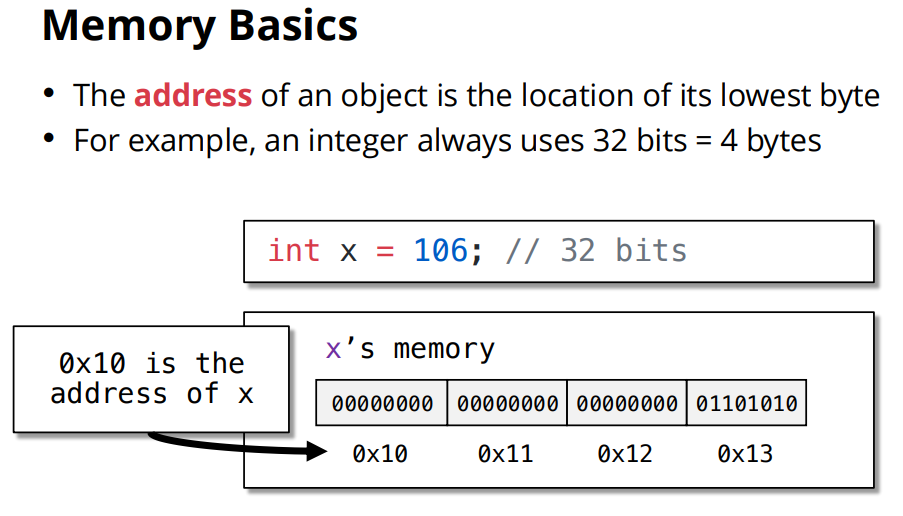 Memory Basics
• The address of an object is the location of its lowest byte
• For example, an integer always uses 32 bits = 4 bytes
int x = 106; // 32 bits
0x10 is the
address of x
x’s memory
00000000 00000000 00000000 01101010
0x10 0x11 0x12 0x13